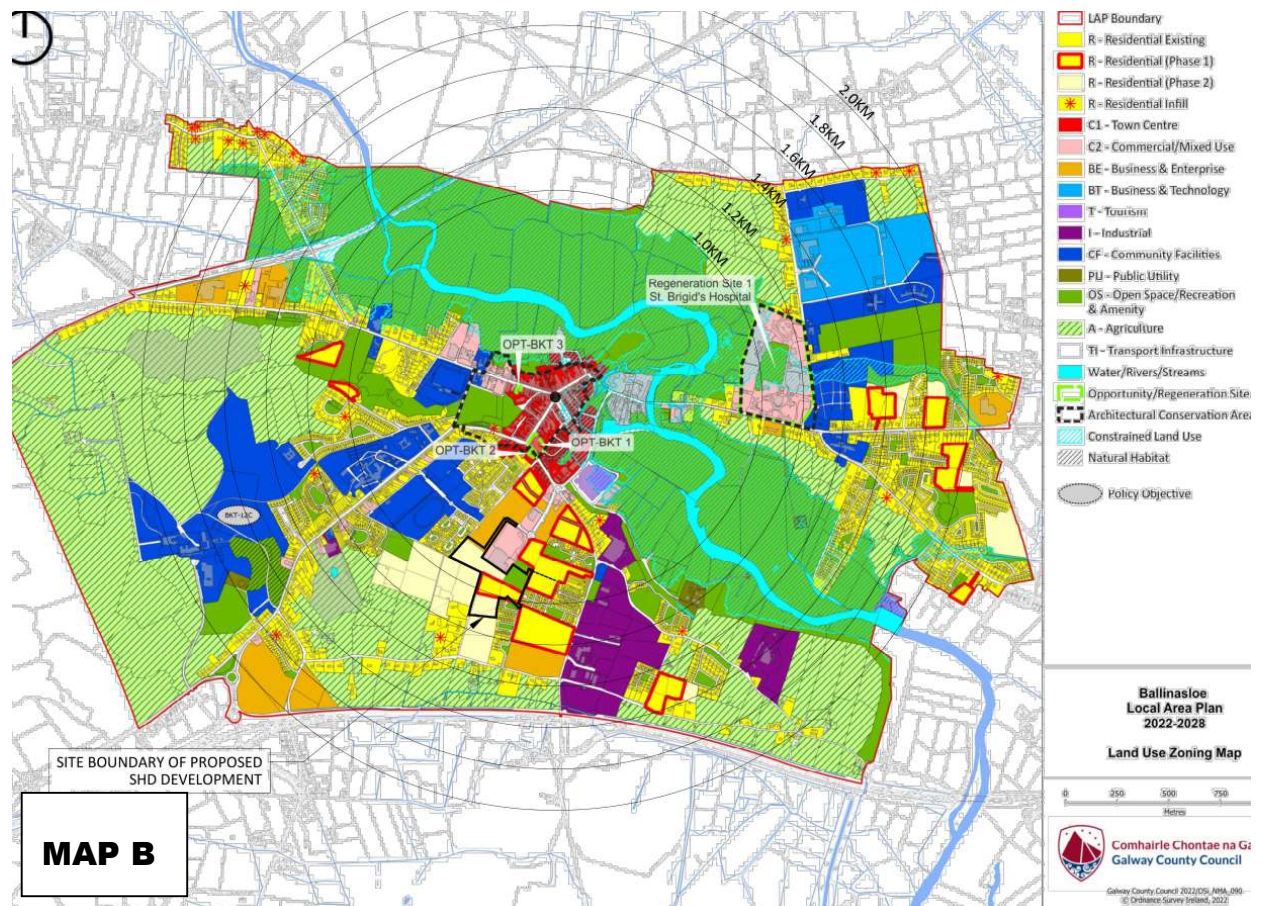 LAP Boundary
R - Residential Existing
R - Residential (Phase 1)
R - Residential (Phase 2)
R - Residential Infill
C1 - Town Centre
C2 - Commercial/Mixed Use
BE - Business & Enterprise
BT - Business & Technology
T - Tourism
I - Industrial
CF - Community Facilities
PU - Public Utility
OS - Open Space/Recreation
& Amenity
A - Agriculture
TI - Transport Infrastructure
Water/Rivers/Streams
Opportunity/Regeneration Site
Architectural Conservation Area
Constrained Land Use
Natural Habitat
Policy Objective
2.0KM
1.8KM
1.6KM
1.4KM
1.2KM
1.0KM
Regeneration Site 1
St. Brigid's Hospital
OPT-BKT 3
OPT-BKT 1
OPT-BKT 2
BKT-12C
SITE BOUNDARY OF PROPOSED
SHD DEVELOPMENT
MAP B
Ballinasloe
Local Area Plan
2022-2028
Land Use Zoning Map
0 250 500 750
Metres
Comhairle Chontae na Ga
Galway County Council
Galway County Council 2022/OSi_NMA_090
© Ordnance Survey Ireland, 2022